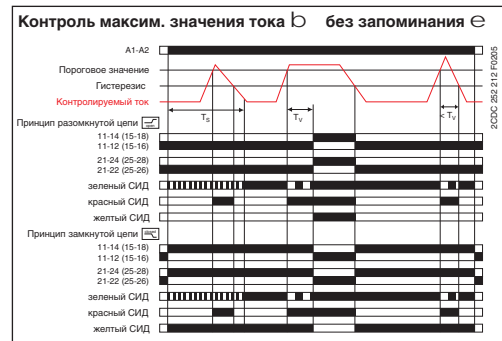 Контроль максим. значения тока b без запоминания e
A1-A2
Пороговое значение
Гистерезис
Контролируемый ток
Ts
Tv
< Tv
Принцип разомкнутой цепи
11-14 (15-18)
11-12 (15-16)
21-24 (25-28)
21-22 (25-26)
зеленый СИД
красный СИД
желтый СИД
Принцип замкнутой цепи
11-14 (15-18)
11-12 (15-16)
21-24 (25-28)
21-22 (25-26)
зеленый СИД
красный СИД
желтый СИД
2CDC 252 212 F0205